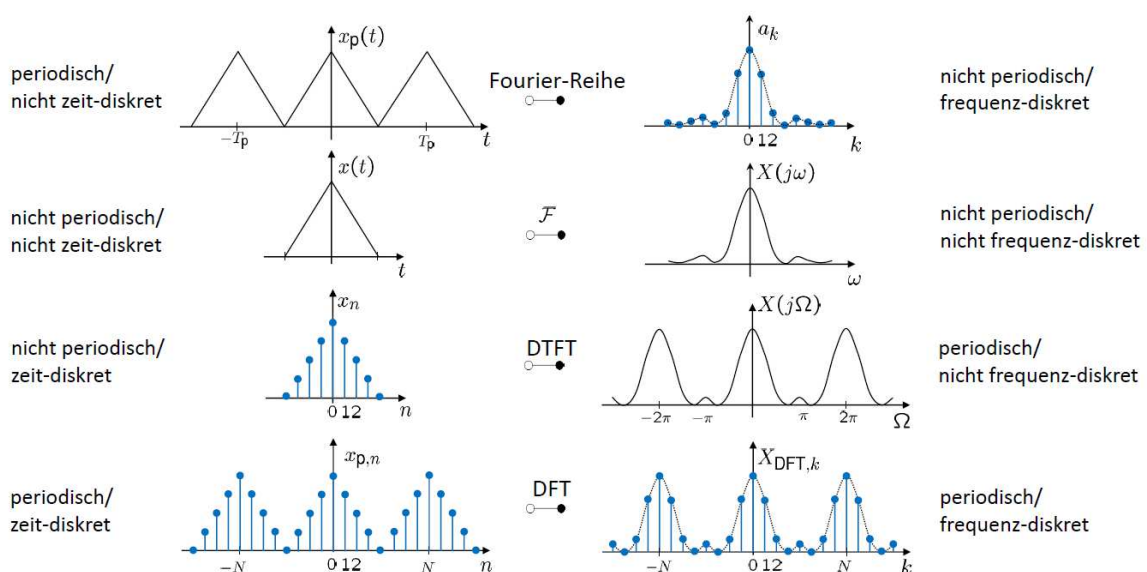 x_p(t)
a_k
periodisch/
nicht zeit-diskret
Fourier-Reihe
nicht periodisch/
frequenz-diskret
-T_p
T_p
t
0 1 2
k
x(t)
X(jω)
nicht periodisch/
nicht zeit-diskret
F
nicht periodisch/
nicht frequenz-diskret
t
ω
x_n
X(jΩ)
nicht periodisch/
zeit-diskret
DTFT
periodisch/
nicht frequenz-diskret
0 1 2
n
-2π
-π
π
2π
Ω
x_p,n
X_DFT,k
periodisch/
zeit-diskret
DFT
periodisch/
frequenz-diskret
-N
0 1 2
N
n
-N
0 1 2
N
k